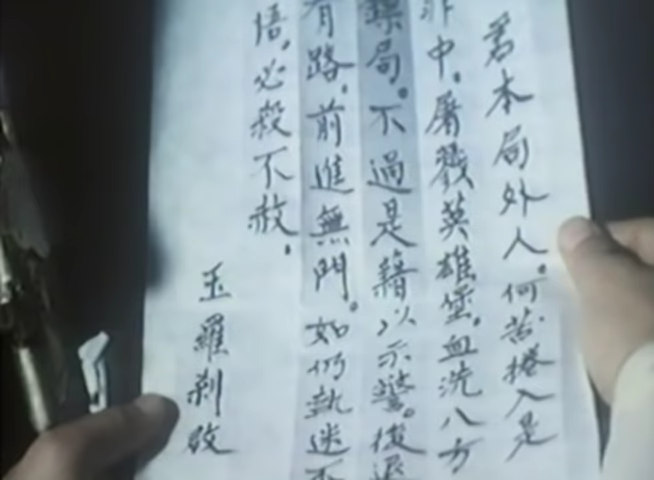 君本局外人。何苦捲入是
非中。屠戮英雄堡。血洗八方
鏢局。不過是藉以示警。後退
有路。前進無門。如仍執迷不
悟。必殺不赦。
玉羅剎啟